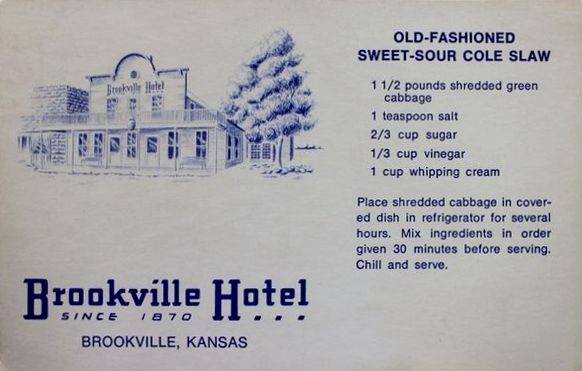 Brookville Hotel
OLD-FASHIONED
SWEET-SOUR COLE SLAW
1 1/2 pounds shredded green
cabbage
1 teaspoon salt
2/3 cup sugar
1/3 cup vinegar
1 cup whipping cream
Place shredded cabbage in cover-
ed dish in refrigerator for several
hours. Mix ingredients in order
given 30 minutes before serving.
Chill and serve.
Brookville Hotel
SINCE 1870 . . .
BROOKVILLE, KANSAS